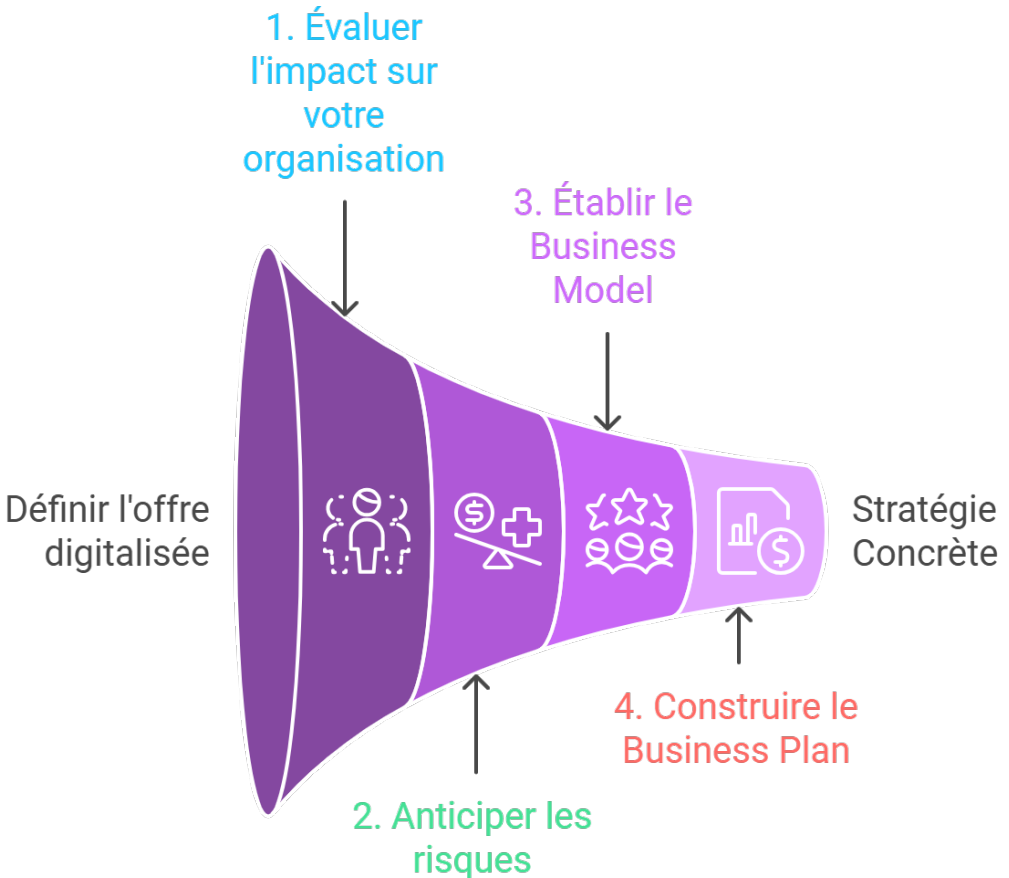 1. Évaluer
l'impact sur
votre
organisation
3. Établir le
Business
Model
Définir l'offre
digitalisée
Stratégie
Concrète
4. Construire le
Business Plan
2. Anticiper les
risques